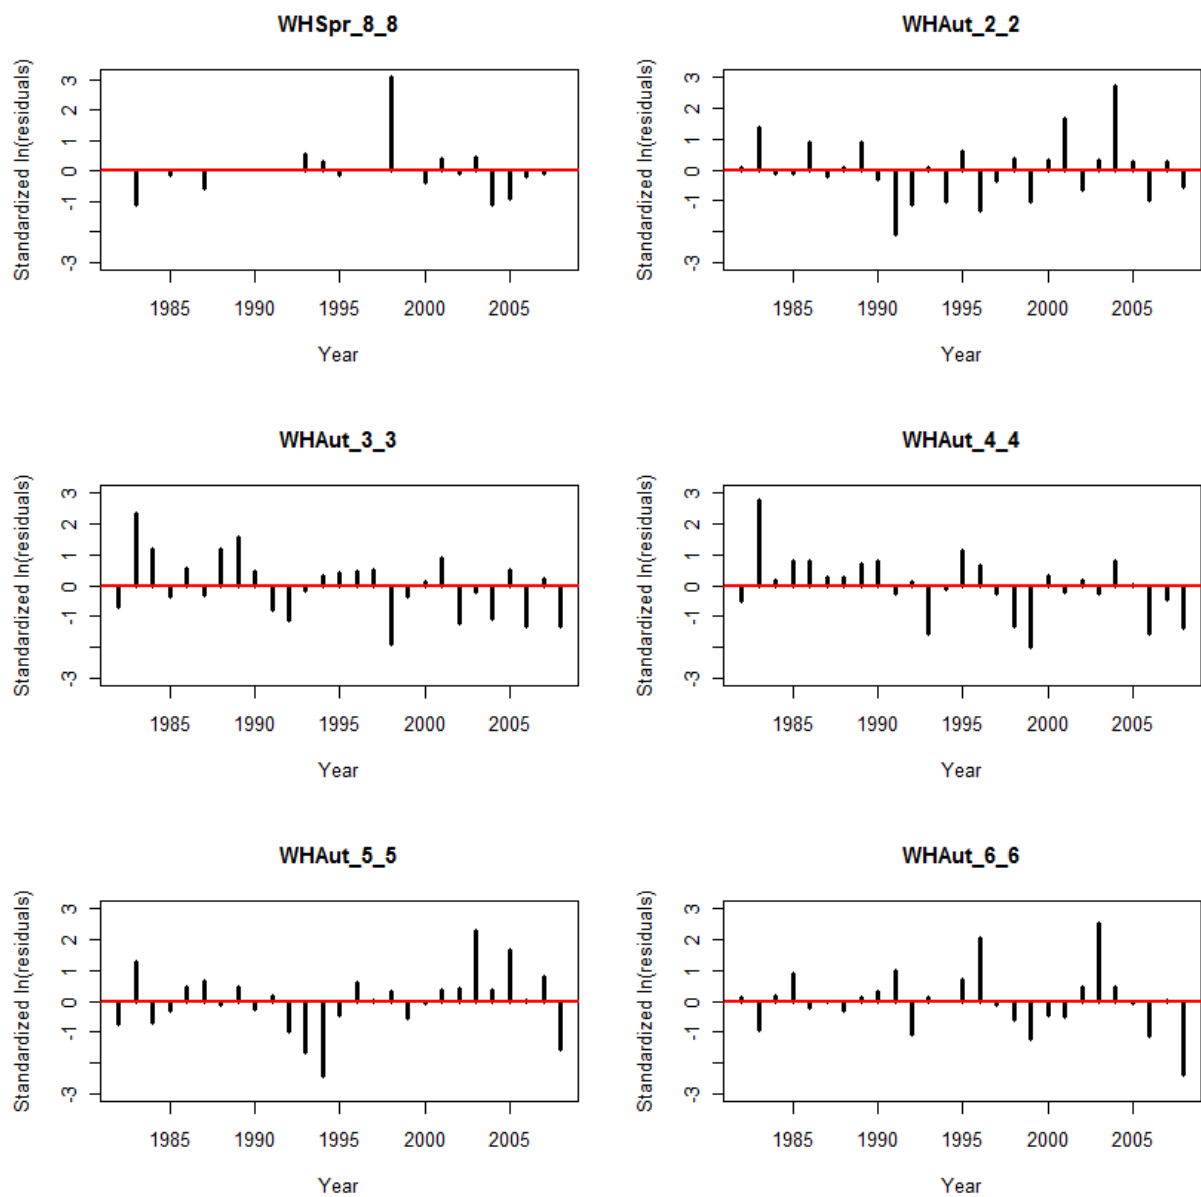 WHSpr_8_8
Standardized ln(residuals)
3
2
1
0
-1
-3
1985 1990 1995 2000 2005
Year
WHAut_2_2
Standardized ln(residuals)
3
2
1
0
-1
-3
1985 1990 1995 2000 2005
Year
WHAut_3_3
Standardized ln(residuals)
3
2
1
0
-1
-3
1985 1990 1995 2000 2005
Year
WHAut_4_4
Standardized ln(residuals)
3
2
1
0
-1
-3
1985 1990 1995 2000 2005
Year
WHAut_5_5
Standardized ln(residuals)
3
2
1
0
-1
-3
1985 1990 1995 2000 2005
Year
WHAut_6_6
Standardized ln(residuals)
3
2
1
0
-1
-3
1985 1990 1995 2000 2005
Year